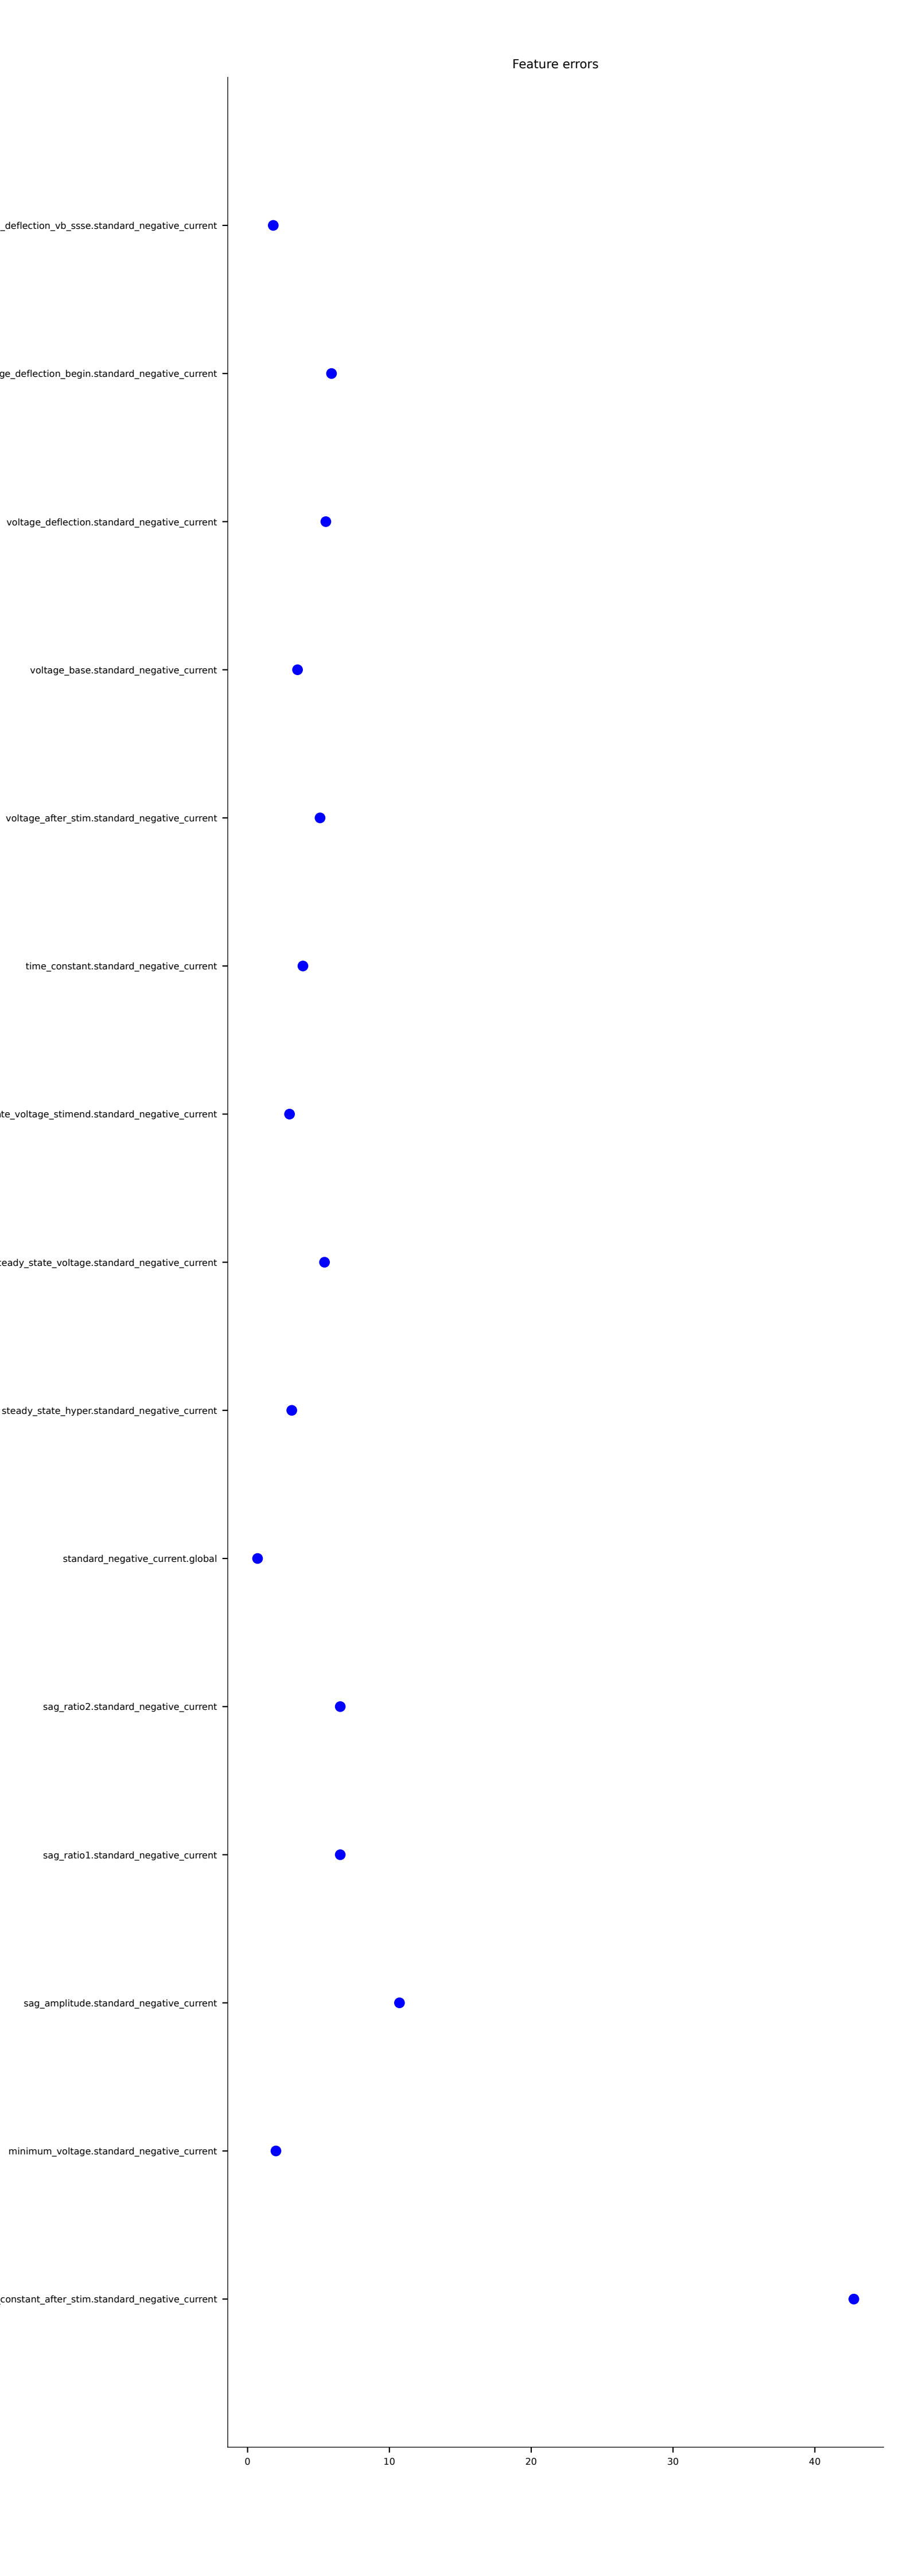 Feature errors
_deflection_vb_ssse.standard_negative_current
ge_deflection_begin.standard_negative_current
voltage_deflection.standard_negative_current
voltage_base.standard_negative_current
voltage_after_stim.standard_negative_current
time_constant.standard_negative_current
te_voltage_stimend.standard_negative_current
eady_state_voltage.standard_negative_current
steady_state_hyper.standard_negative_current
standard_negative_current.global
sag_ratio2.standard_negative_current
sag_ratio1.standard_negative_current
sag_amplitude.standard_negative_current
minimum_voltage.standard_negative_current
constant_after_stim.standard_negative_current
0 10 20 30 40